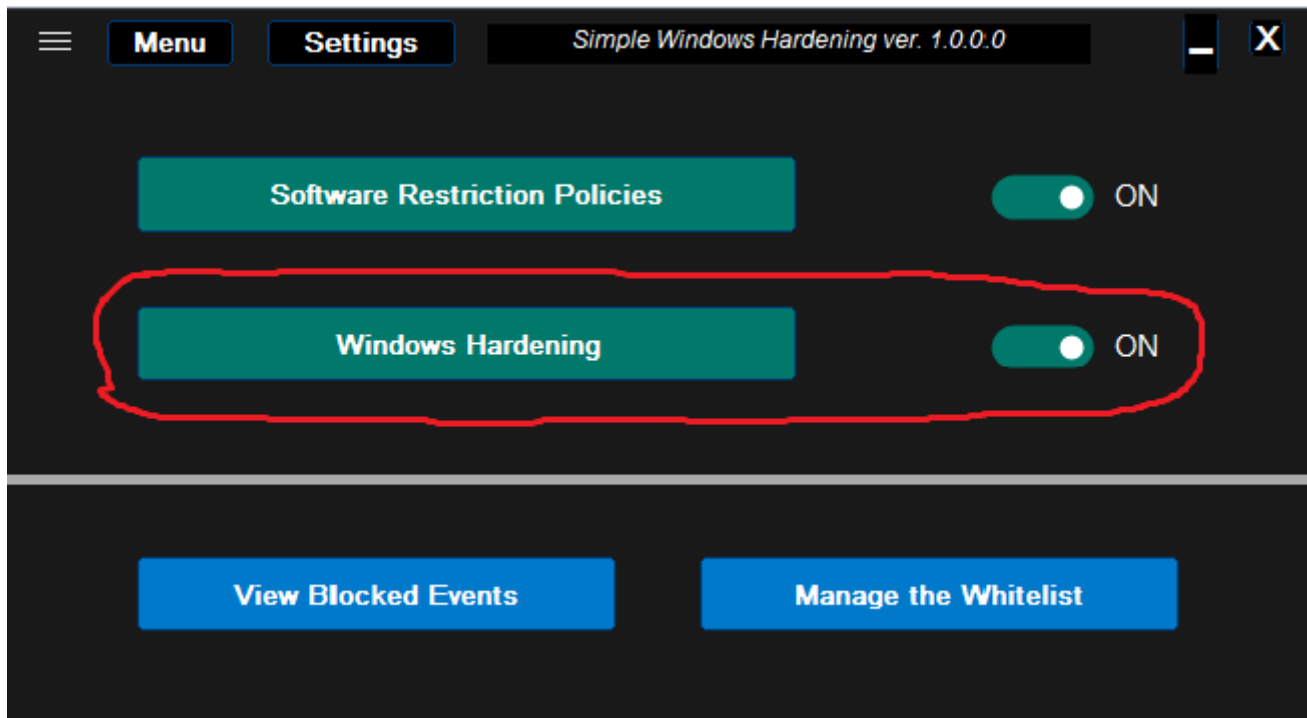 Menu Settings Simple Windows Hardening ver. 1.0.0.0 X
Software Restriction Policies ON
Windows Hardening ON
View Blocked Events Manage the Whitelist